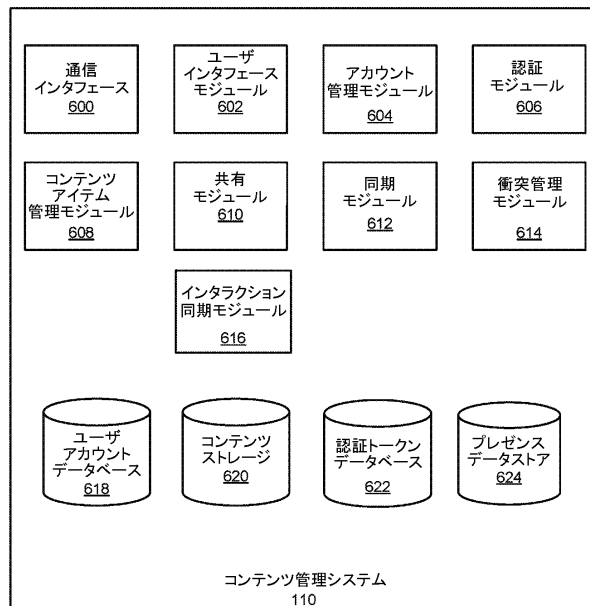 通信
インタフェース
600
ユーザ
インタフェース
モジュール
602
アカウント
管理モジュール
604
認証
モジュール
606
コンテンツ
アイテム
管理モジュール
608
共有
モジュール
610
同期
モジュール
612
衝突管理
モジュール
614
インタラクション
同期モジュール
616
ユーザ
アカウント
データベース
618
コンテンツ
ストレージ
620
認証トークン
データベース
622
プレゼンス
データストア
624
コンテンツ管理システム
110